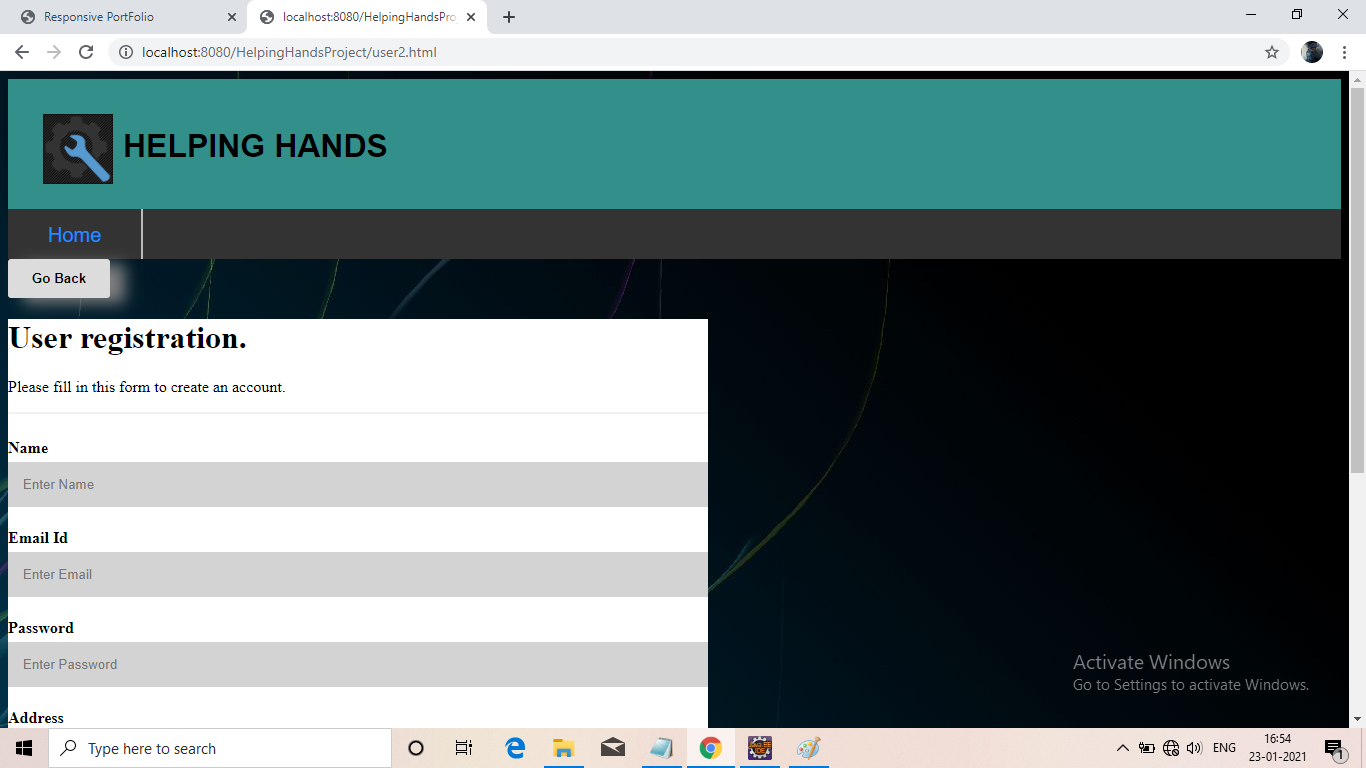 Responsive PortFolio
localhost:8080/HelpingHandsPro
localhost:8080/HelpingHandsProject/user2.html
HELPING HANDS
Home
Go Back
User registration.
Please fill in this form to create an account.
Name
Enter Name
Email Id
Enter Email
Password
Enter Password
Address
Activate Windows
Go to Settings to activate Windows.
Type here to search
ENG
16:54
23-01-2021
1